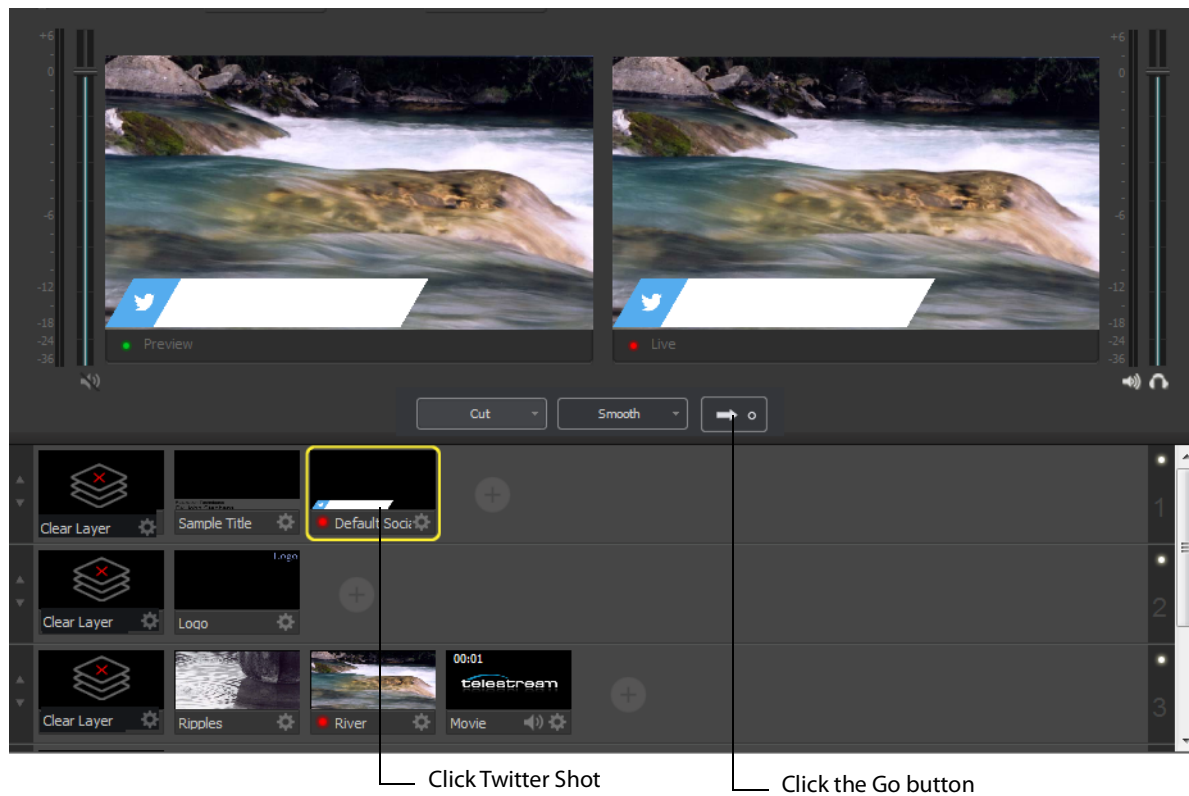 +6
0
-6
-12
-18
-24
-36
+6
0
-6
-12
-18
-24
-36
Preview
Live
Cut
Smooth
Clear Layer
Sample Title
Default Socia
1
Clear Layer
Logo
Logo
2
Clear Layer
Ripples
River
00:01
telestream
Movie
3
Click Twitter Shot
Click the Go button